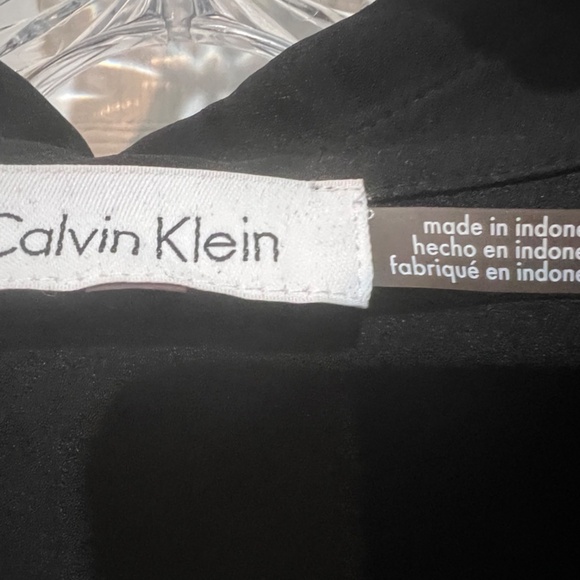 Calvin Klein
made in indone
hecho en indone
fabriqué en indone